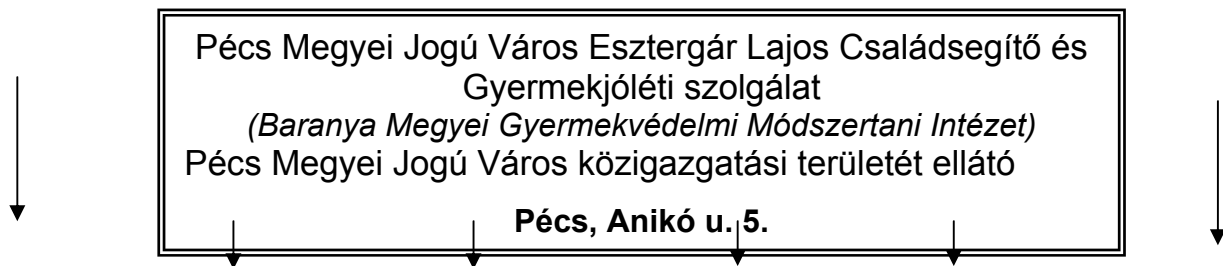 Pécs Megyei Jogú Város Esztergár Lajos Családsegítő és
Gyermekjóléti szolgálat
(Baranya Megyei Gyermekvédelmi Módszertani Intézet)
Pécs Megyei Jogú Város közigazgatási területét ellátó
Pécs, Anikó u. 5.